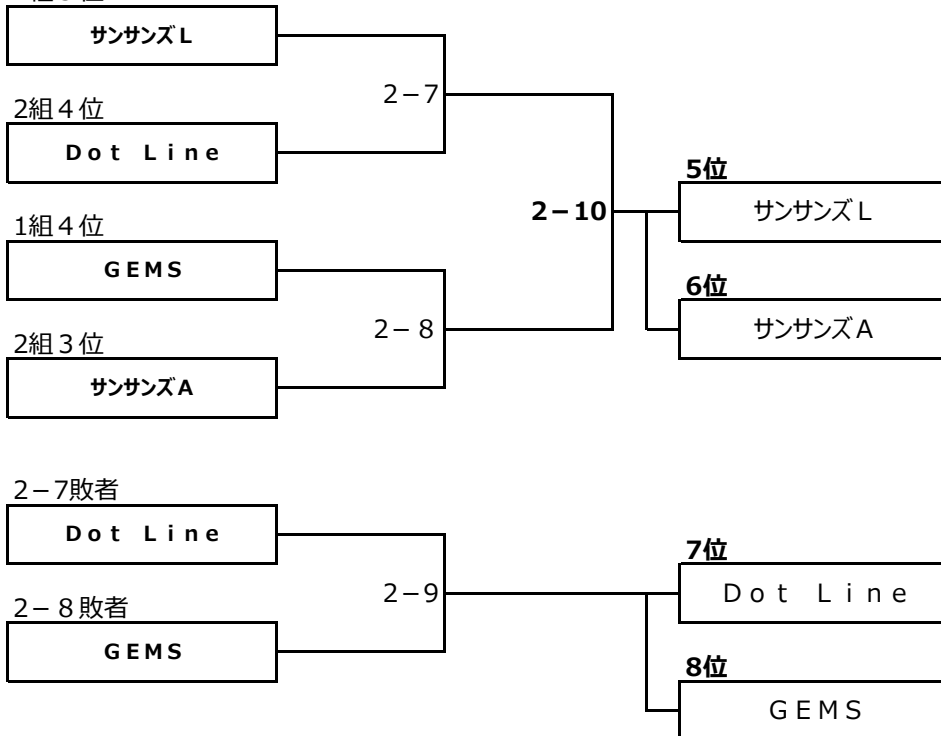 サンサンズＬ
2－7
2組４位
Ｄｏｔ　Ｌｉｎｅ
5位
サンサンズＬ
2－10
1組４位
ＧＥＭＳ
6位
サンサンズＡ
2－８
2組３位
サンサンズＡ
2－7敗者
Ｄｏｔ　Ｌｉｎｅ
7位
Ｄｏｔ　Ｌｉｎｅ
2－9
2－８敗者
ＧＥＭＳ
8位
ＧＥＭＳ